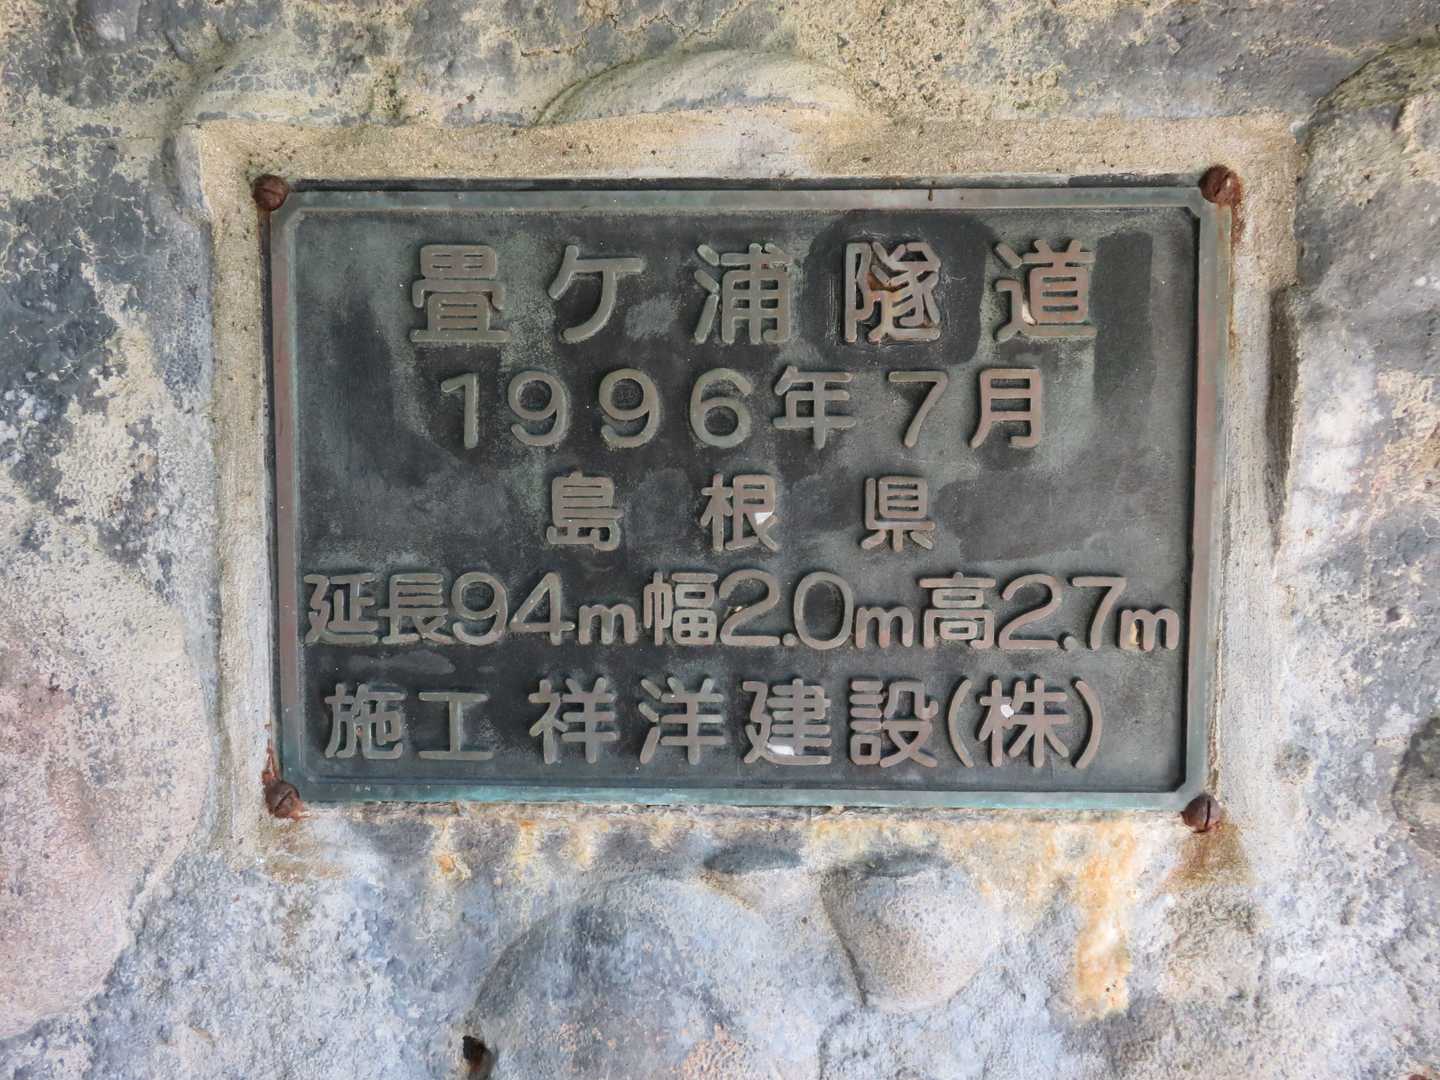 畳ケ浦隧道
1996年7月
島根県
延長94m幅2.0m高2.7m
施工 祥洋建設(株)